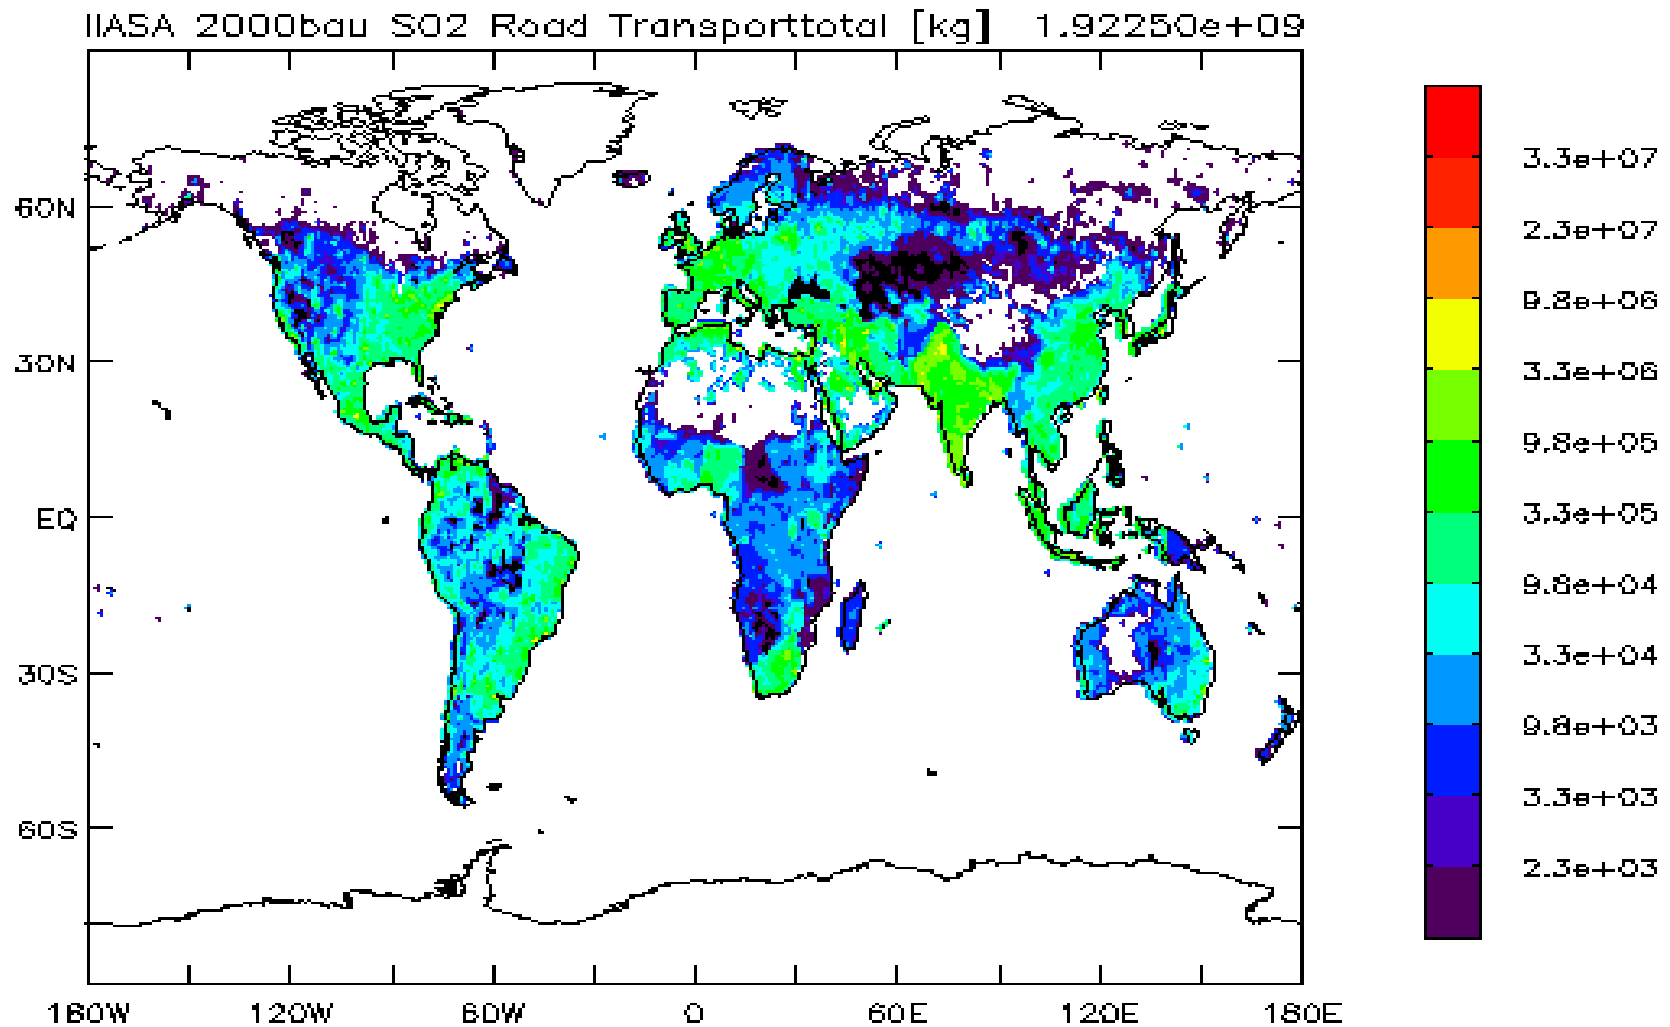 IIASA 2000bau SO2 Road Transporttotal [kg] 1.92250e+09
3.3e+07
2.3e+07
9.8e+06
3.3e+06
9.8e+05
3.3e+05
9.8e+04
3.3e+04
9.8e+03
3.3e+03
2.3e+03
60N
30N
EQ
30S
60S
180W 120W 60W 0 60E 120E 180E